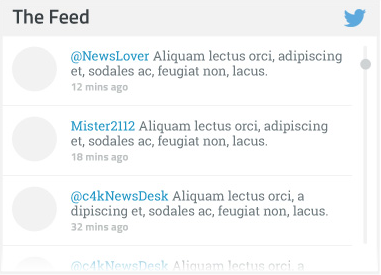 The Feed
@NewsLover Aliquam lectus orci, adipiscing
et, sodales ac, feugiat non, lacus.
12 mins ago
Mister2112 Aliquam lectus orci, adipiscing
et, sodales ac, feugiat non, lacus.
18 mins ago
@c4kNewsDesk Aliquam lectus orci, a
dipiscing et, sodales ac, feugiat non, lacus.
32 mins ago
@c4kNewsDesk Aliquam lectus orci, a